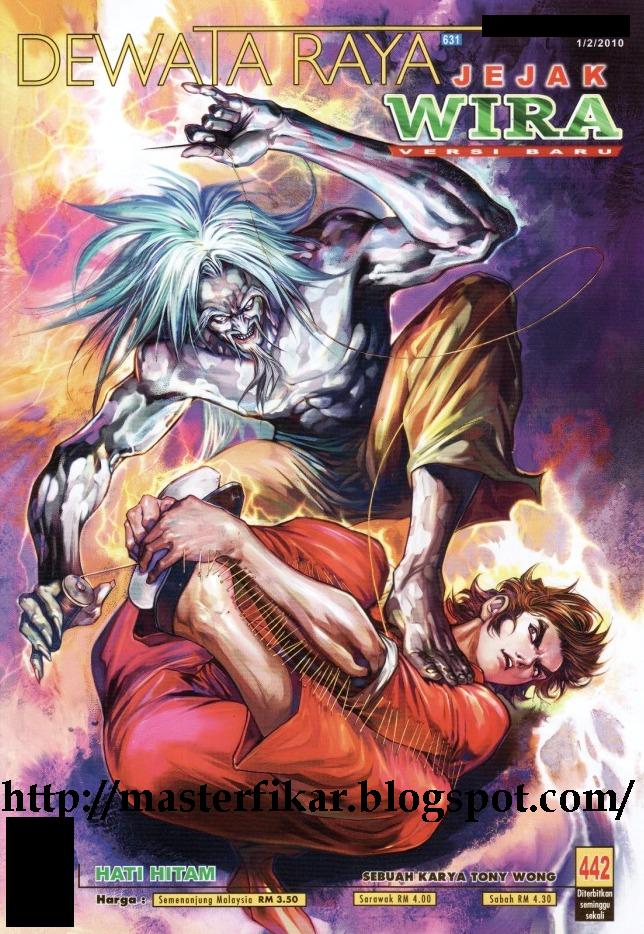 DEWATA RAYA
631
1/2/2010
JEJAK
WIRA
VERSI BARU
http://masterfikar.blogspot.com/
HATI HITAM
SEBUAH KARYA TONY WONG
442
Harga : Semenanjung Malaysia RM 3.50 Sarawak RM 4.00 Sabah RM 4.30
Diterbitkan
seminggu
sekali